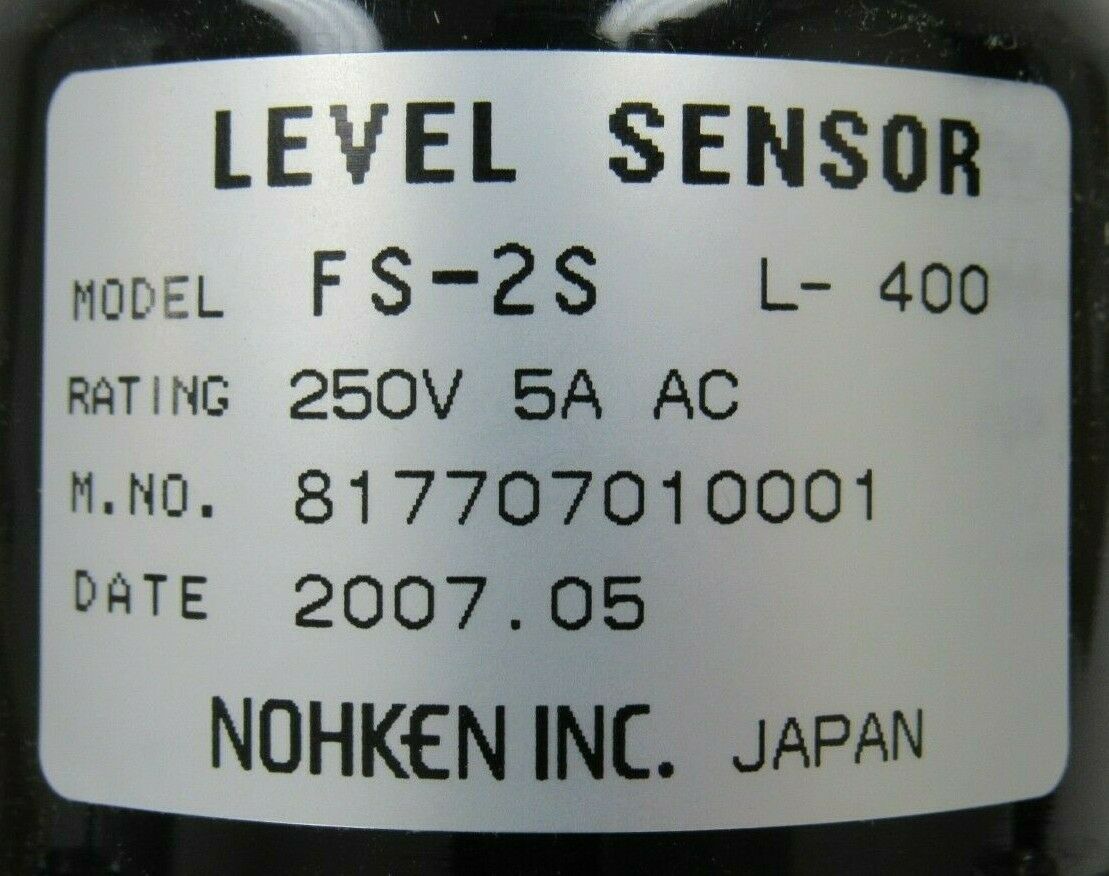 LEVEL SENSOR
MODEL FS-2S L- 400
RATING 250V 5A AC
M.NO. 817707010001
DATE 2007.05
NOHKEN INC. JAPAN